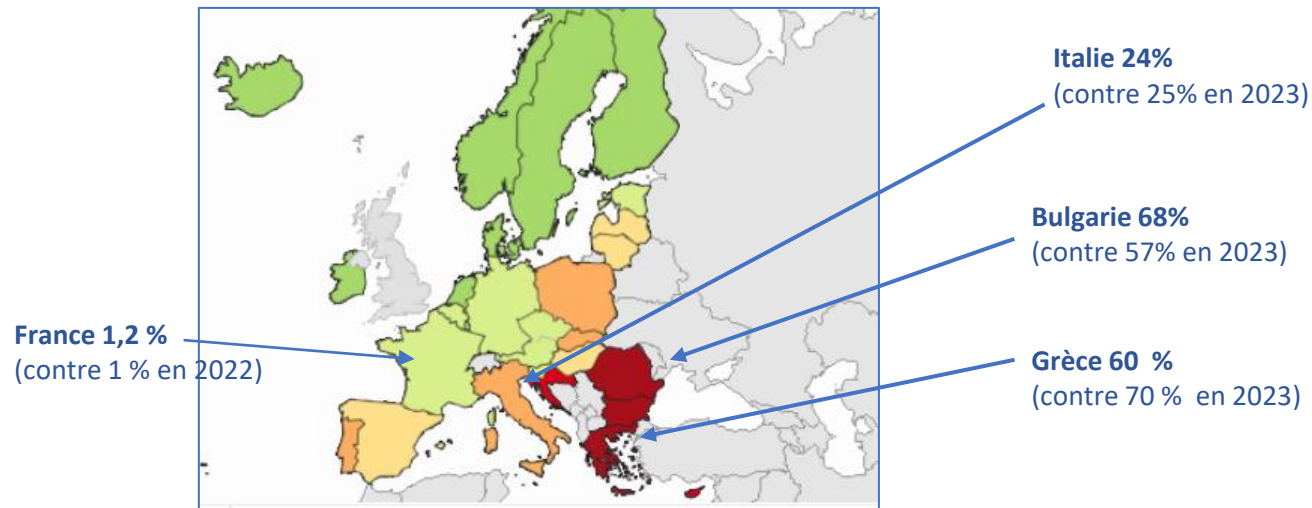 Italie 24%
(contre 25% en 2023)
Bulgarie 68%
(contre 57% en 2023)
France 1,2 %
(contre 1 % en 2022)
Grèce 60 %
(contre 70 % en 2023)